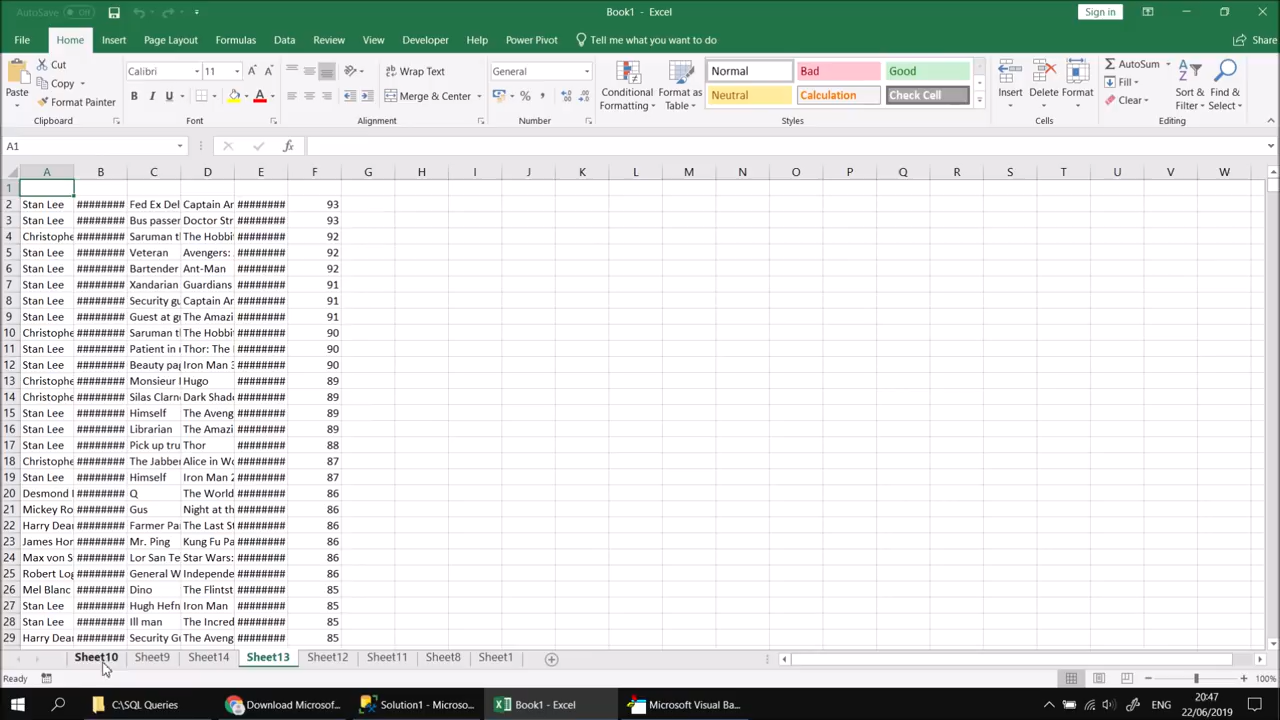 AutoSave Off
Book1 - Excel
Sign in
File Home Insert Page Layout Formulas Data Review View Developer Help Power Pivot Tell me what you want to do Share
Paste Cut Copy Format Painter
Calibri 11 A A B I U A
Wrap Text Merge & Center
General % ,
Conditional Formatting Format as Table
Normal Bad Good
Neutral Calculation Check Cell
Insert Delete Format
AutoSum Fill Clear
Sort & Filter Find & Select
Clipboard Font Alignment Number Styles Cells Editing
A1 fx
A B C D E F G H I J K L M N O P Q R S T U V W
1
2 Stan Lee ######## Fed Ex Del Captain An ######## 93
3 Stan Lee ######## Bus passen Doctor Str ######## 93
4 Christophe ######## Saruman t The Hobbi ######## 92
5 Stan Lee ######## Veteran Avengers: ######## 92
6 Stan Lee ######## Bartender Ant-Man ######## 92
7 Stan Lee ######## Xandarian Guardians ######## 91
8 Stan Lee ######## Security gu Captain An ######## 91
9 Stan Lee ######## Guest at gr The Amazi ######## 91
10 Christophe ######## Saruman t The Hobbi ######## 90
11 Stan Lee ######## Patient in Thor: The ######## 90
12 Stan Lee ######## Beauty pag Iron Man 3 ######## 90
13 Christophe ######## Monsieur Hugo ######## 89
14 Christophe ######## Silas Clarne Dark Shad ######## 89
15 Stan Lee ######## Himself The Aveng ######## 89
16 Stan Lee ######## Librarian The Amazi ######## 89
17 Stan Lee ######## Pick up tru Thor ######## 88
18 Christophe ######## The Jabber Alice in Wo ######## 87
19 Stan Lee ######## Himself Iron Man 2 ######## 87
20 Desmond ######## Q The World ######## 86
21 Mickey Ro ######## Gus Night at th ######## 86
22 Harry Dean ######## Farmer Pa The Last St ######## 86
23 James Hor ######## Mr. Ping Kung Fu Pa ######## 86
24 Max von S ######## Lor San Te Star Wars: ######## 86
25 Robert Log ######## General W Independe ######## 86
26 Mel Blanc ######## Dino The Flintst ######## 85
27 Stan Lee ######## Hugh Hefn Iron Man ######## 85
28 Stan Lee ######## Ill man The Incred ######## 85
29 Harry Dean ######## Security Gu The Aveng ######## 85
Sheet10 Sheet9 Sheet14 Sheet13 Sheet12 Sheet11 Sheet8 Sheet1
Ready 100%
C:\SQL Queries Download Microsof... Solution1 - Microso... Book1 - Excel Microsoft Visual Ba... ENG 20:47
22/06/2019